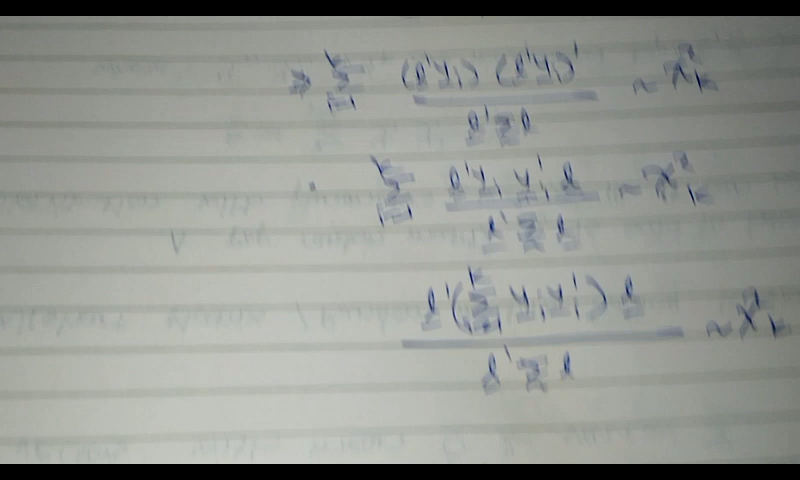 ⇒ Σ_{i=1}^{k} (l'y_i) (l'y_i)' / l'Σl ~ χ²_k
Σ_{i=1}^{k} l'y_i y_i' l / l'Σl ~ χ²_k
l'(Σ_{i=1}^{k} y_i y_i') l / l'Σl ~ χ²_k